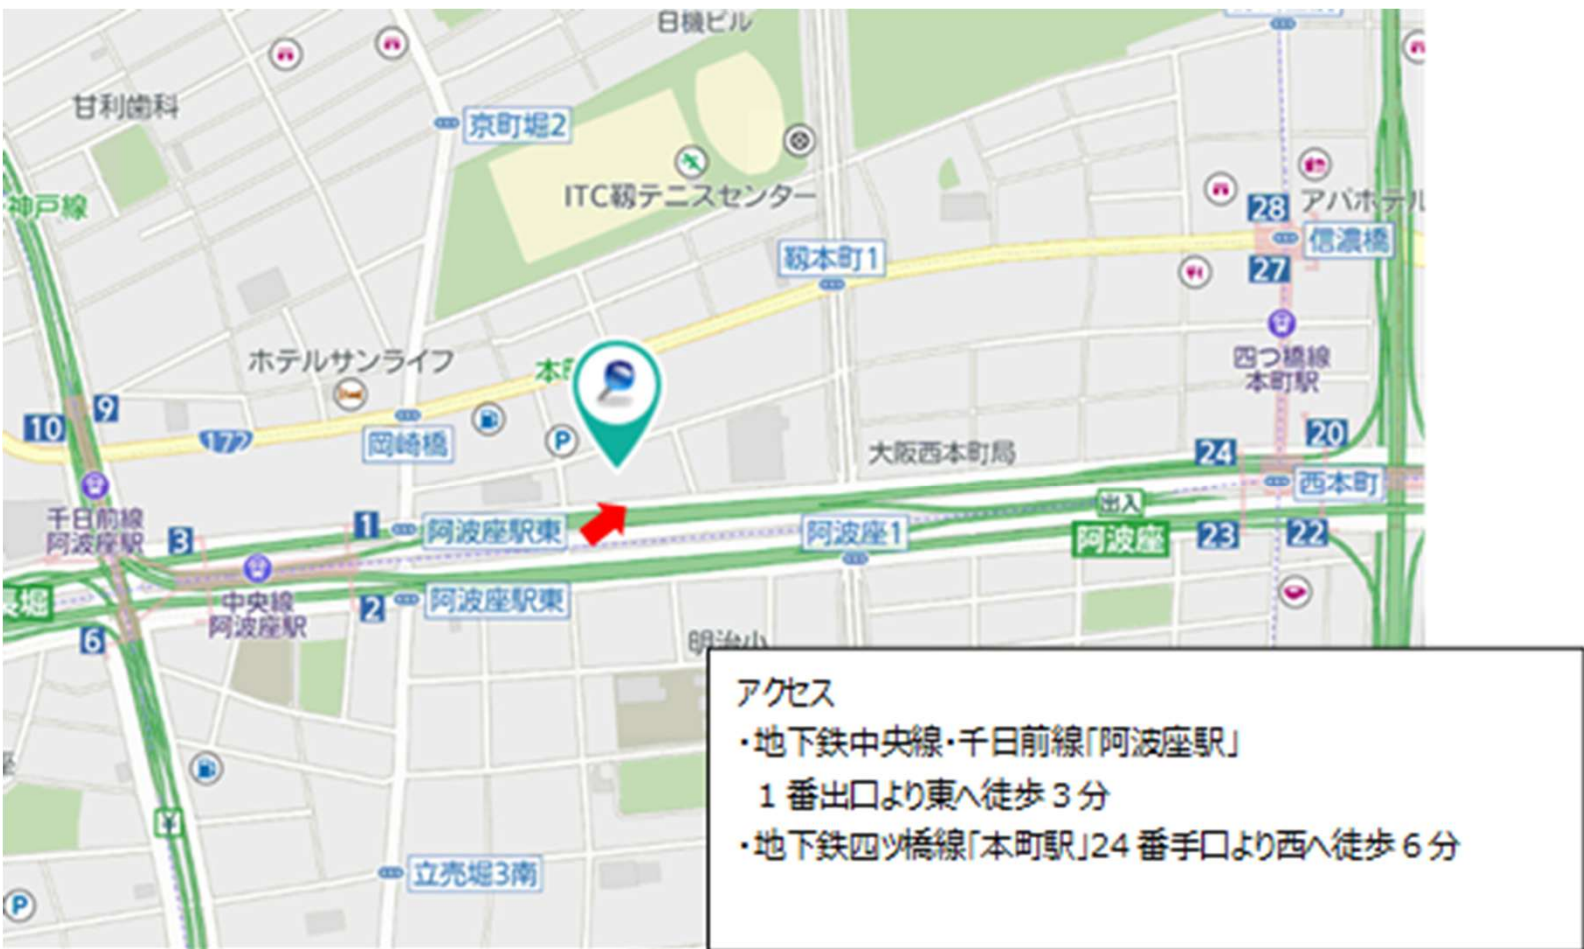 日機ビル
甘利歯科
京町堀2
ITC靱テニスセンター
神戸線
28
アパホテル
靱本町1
信濃橋
27
ホテルサンライフ
四つ橋線
本町駅
9
10
172
岡崎橋
P
大阪西本町局
24
20
西本町
千日前線
阿波座駅
3
1
阿波座駅東
阿波座1
出入
阿波座
23
22
中央線
阿波座駅
2
阿波座駅東
6
明治小
立売堀3南
P
アクセス
・地下鉄中央線・千日前線「阿波座駅」
1 番出口より東へ徒歩 3 分
・地下鉄四ツ橋線「本町駅」24 番手口より西へ徒歩 6 分